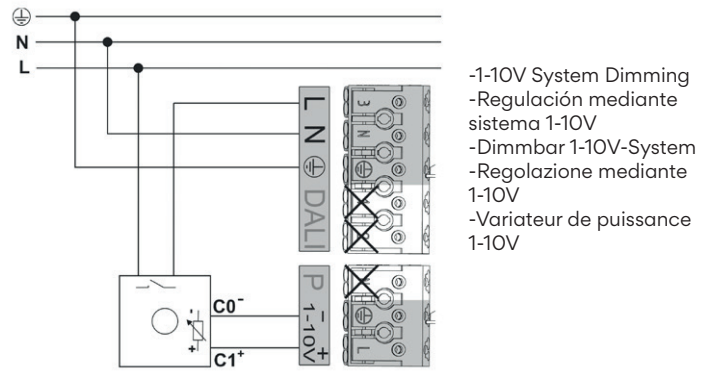 N
L
L
N
DALI
P
1-10V
- +
3
N
N
L
C0-
C1+
- +
-1-10V System Dimming
-Regulación mediante
sistema 1-10V
-Dimmbar 1-10V-System
-Regolazione mediante
1-10V
-Variateur de puissance
1-10V